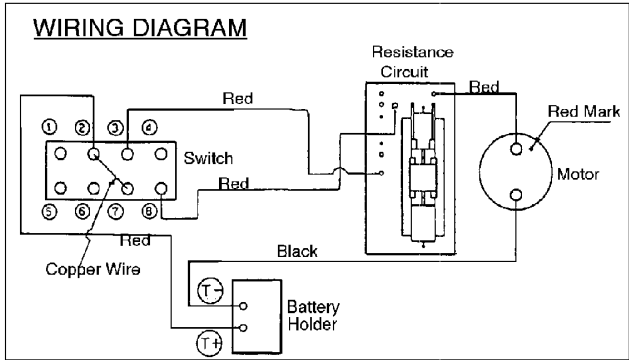 WIRING DIAGRAM
Resistance
Circuit
Red
Red
Red Mark
① ② ③ ④
Switch
Motor
Red
⑤ ⑥ ⑦ ⑧
Red
Black
Copper Wire
T-
Battery
Holder
T+